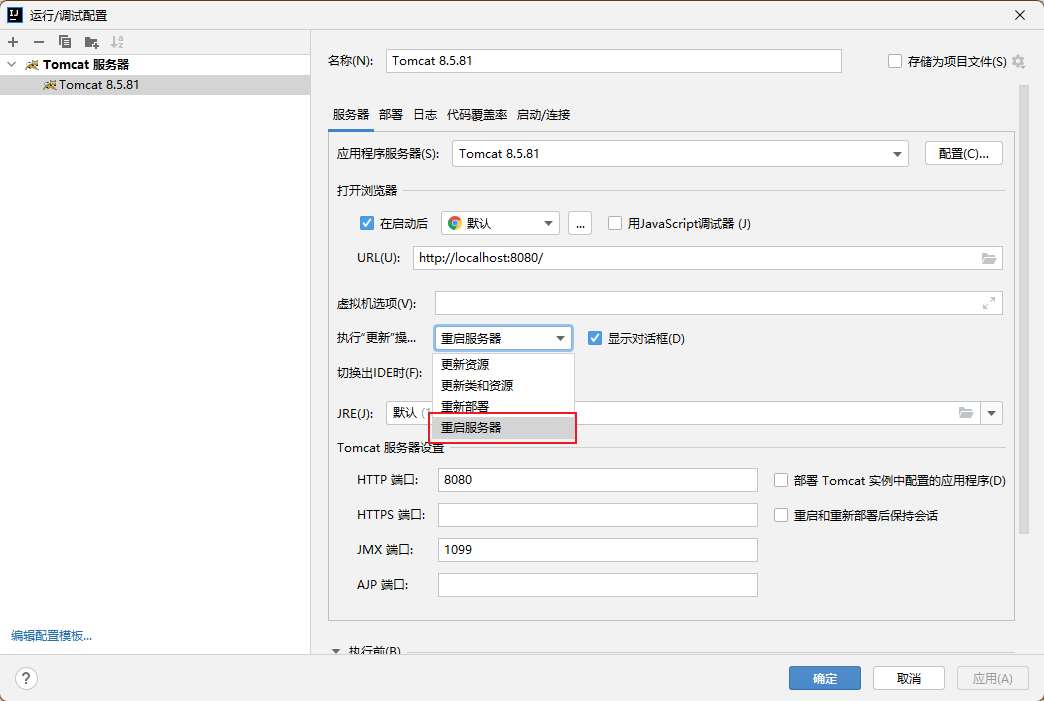 运行/调试配置
Tomcat 服务器
Tomcat 8.5.81
名称(N): Tomcat 8.5.81 存储为项目文件(S)
服务器 部署 日志 代码覆盖率 启动/连接
应用程序服务器(S): Tomcat 8.5.81 配置(C)...
打开浏览器
在启动后 默认 ... 用JavaScript调试器 (J)
URL(U): http://localhost:8080/
虚拟机选项(V):
执行“更新”操... 重启服务器 显示对话框(D)
更新资源
切换出IDE时(F): 更新类和资源
重新部署
JRE(J): 默认 (1
重启服务器
Tomcat 服务器设置
HTTP 端口: 8080 部署 Tomcat 实例中配置的应用程序(D)
HTTPS 端口: 重启和重新部署后保持会话
JMX 端口: 1099
AJP 端口:
执行前(B)
编辑配置模板...
? 确定 取消 应用(A)